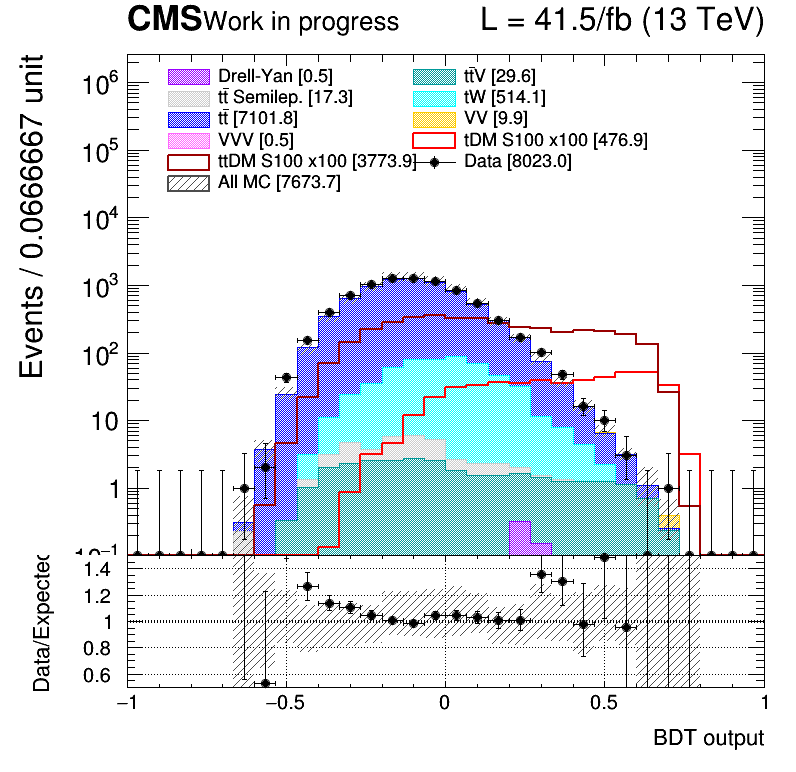 CMS Work in progress L = 41.5/fb (13 TeV)
Events / 0.0666667 unit
10⁶
10⁵
10⁴
10³
10²
10
1
10⁻¹
Drell-Yan [0.5] tt̄V [29.6]
tt̄ Semilep. [17.3] tW [514.1]
tt̄ [7101.8] VV [9.9]
VVV [0.5] tDM S100 x100 [476.9]
ttDM S100 x100 [3773.9] Data [8023.0]
All MC [7673.7]
Data/Expected
1.4
1.2
1
0.8
0.6
−1 −0.5 0 0.5 1
BDT output